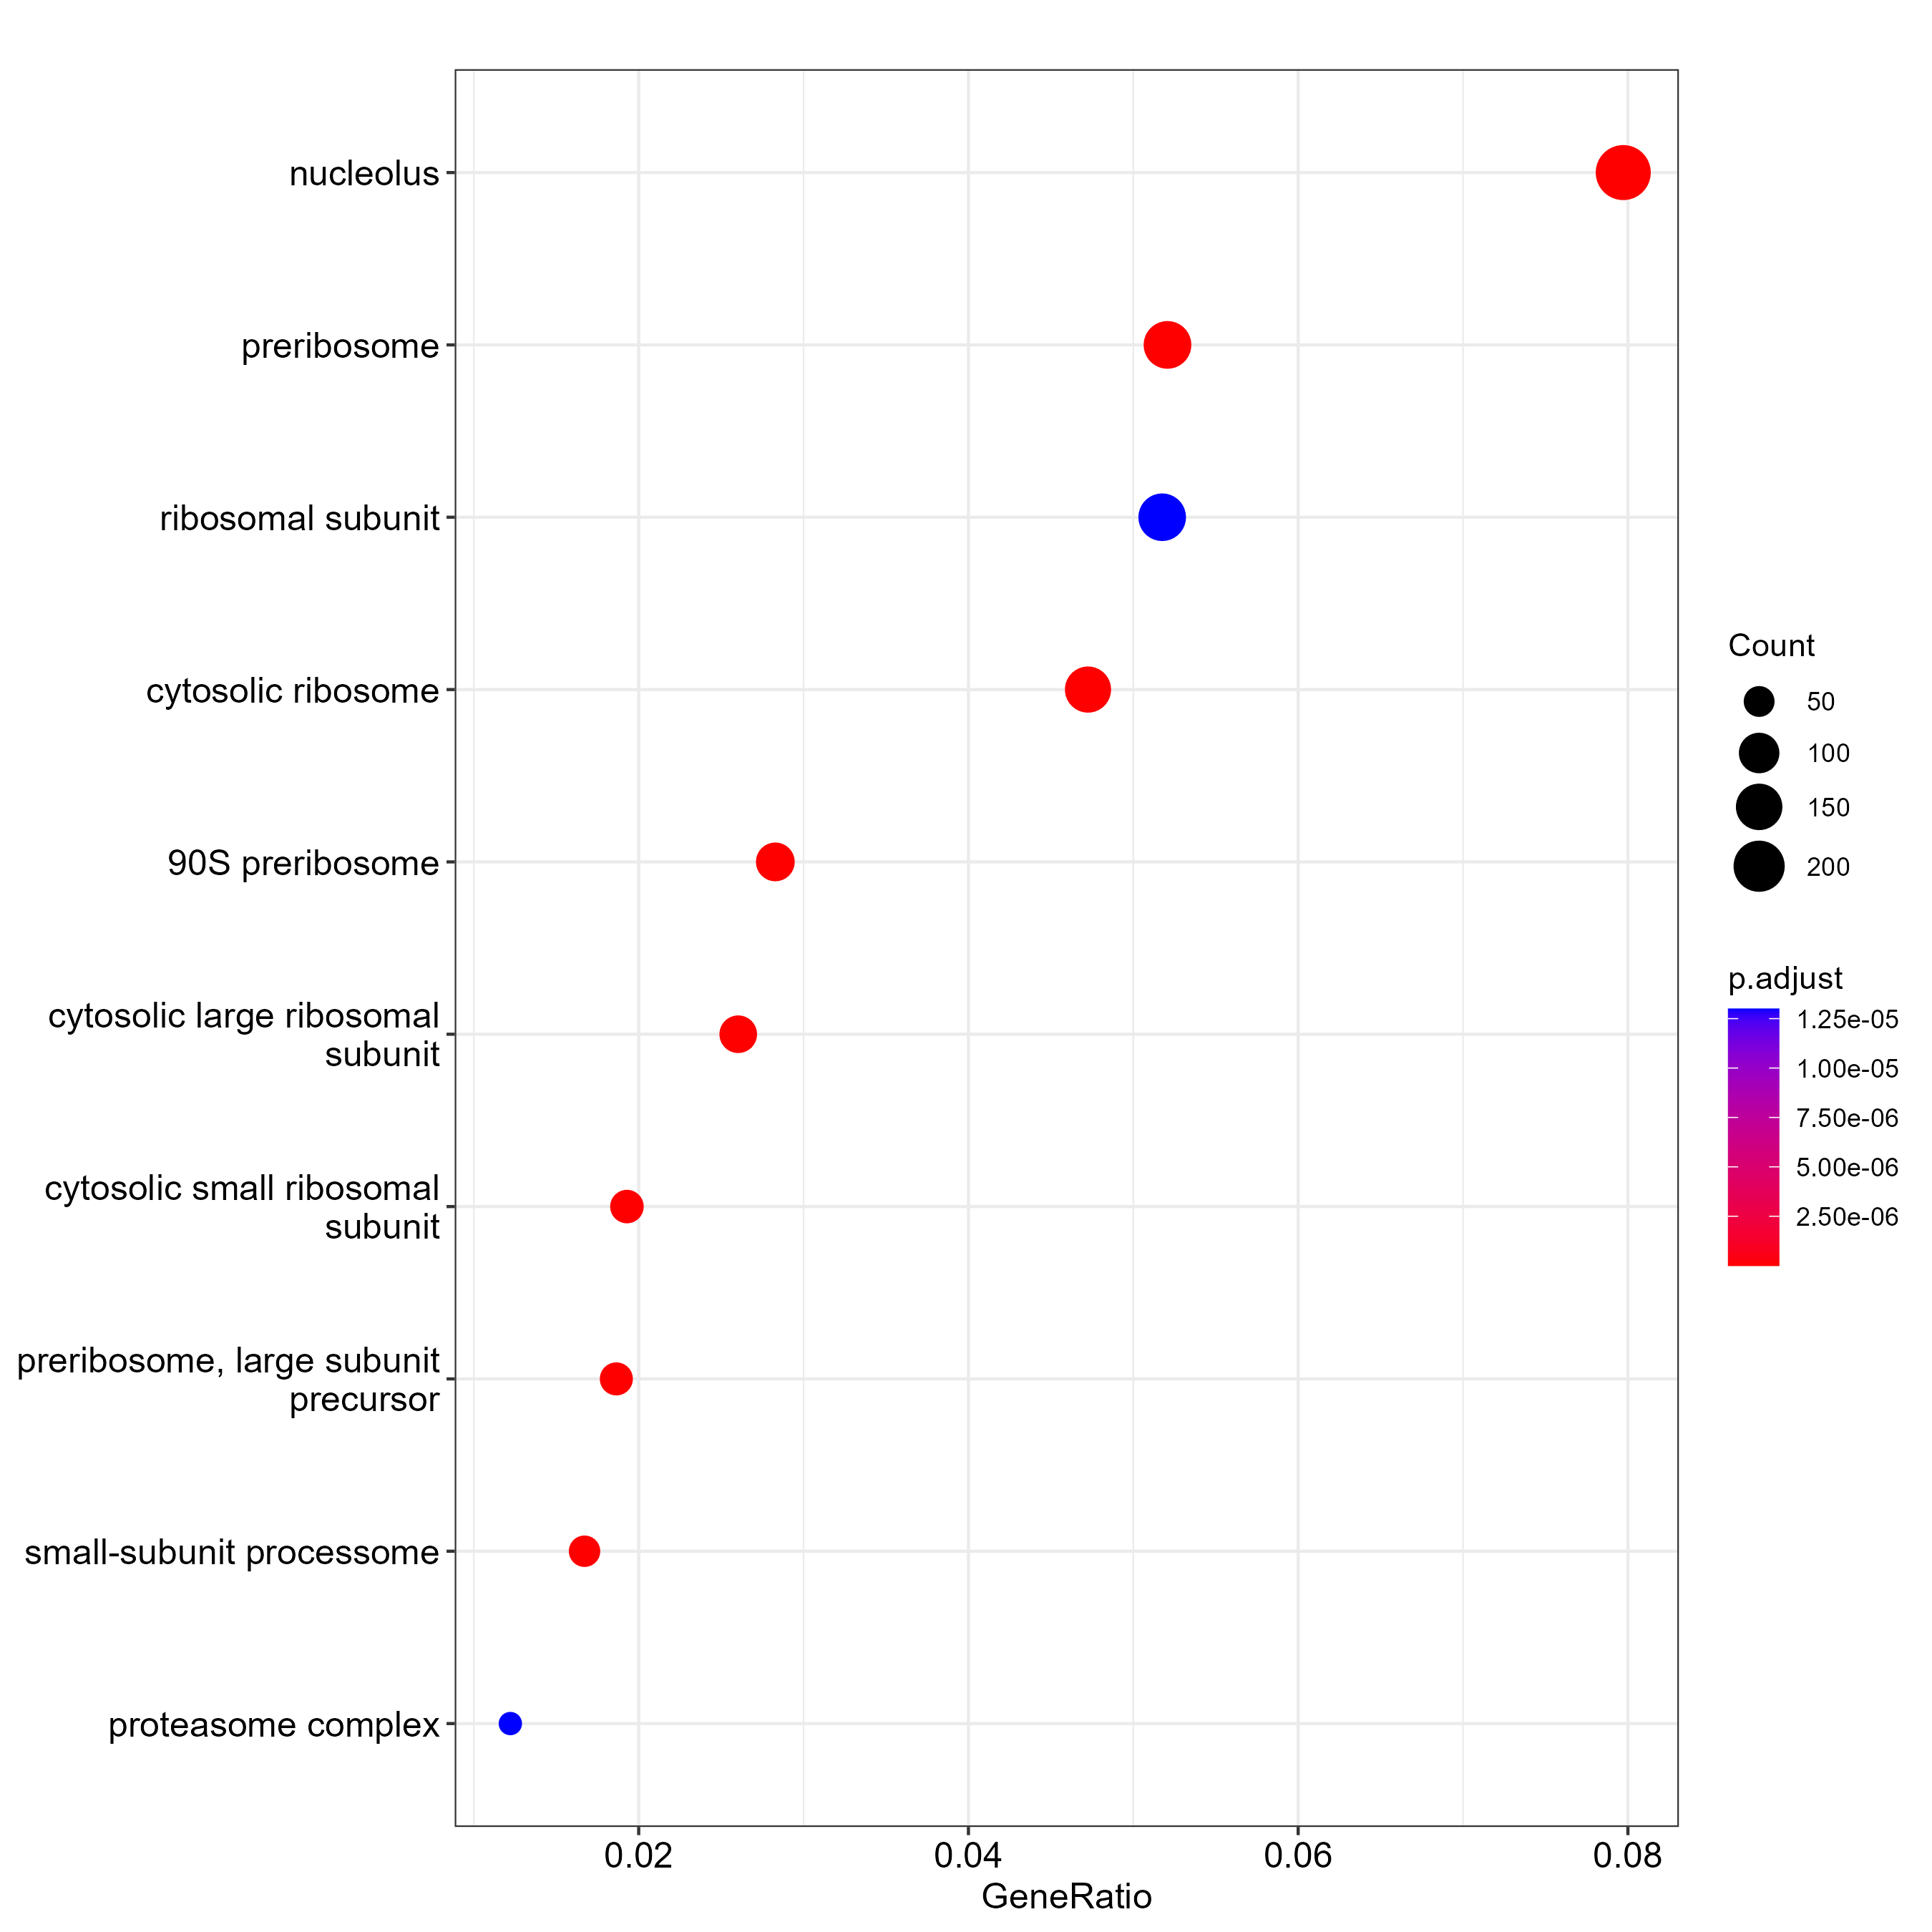 nucleolus
preribosome
ribosomal subunit
cytosolic ribosome
90S preribosome
cytosolic large ribosomal
subunit
cytosolic small ribosomal
subunit
preribosome, large subunit
precursor
small-subunit processome
proteasome complex
0.02 0.04 0.06 0.08
GeneRatio
Count
50
100
150
200
p.adjust
1.25e-05
1.00e-05
7.50e-06
5.00e-06
2.50e-06